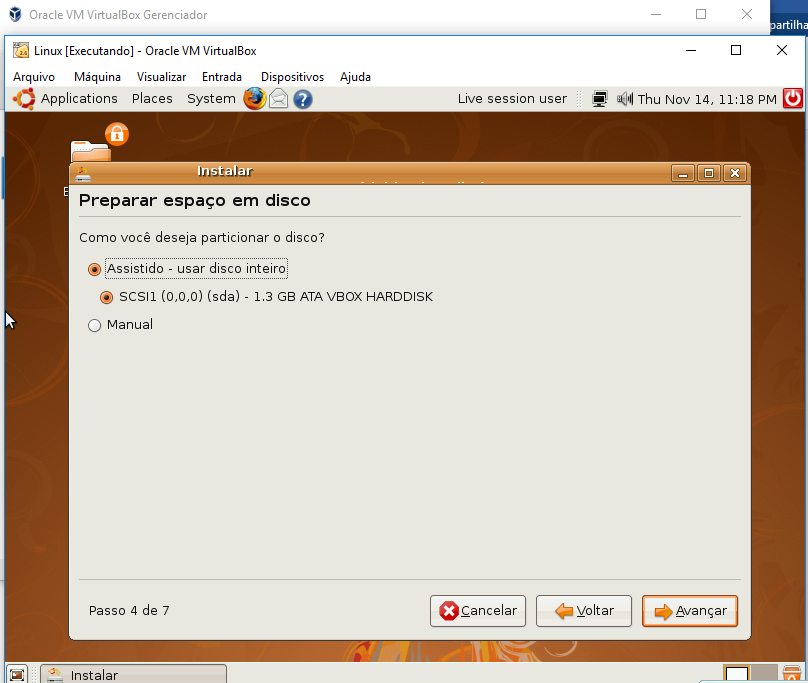 Oracle VM VirtualBox Gerenciador
partilha
Linux [Executando] - Oracle VM VirtualBox
Arquivo Máquina Visualizar Entrada Dispositivos Ajuda
Applications Places System Live session user Thu Nov 14, 11:18 PM
Instalar
Preparar espaço em disco
Como você deseja particionar o disco?
Assistido - usar disco inteiro
SCSI1 (0,0,0) (sda) - 1.3 GB ATA VBOX HARDDISK
Manual
Passo 4 de 7 Cancelar Voltar Avançar
Instalar